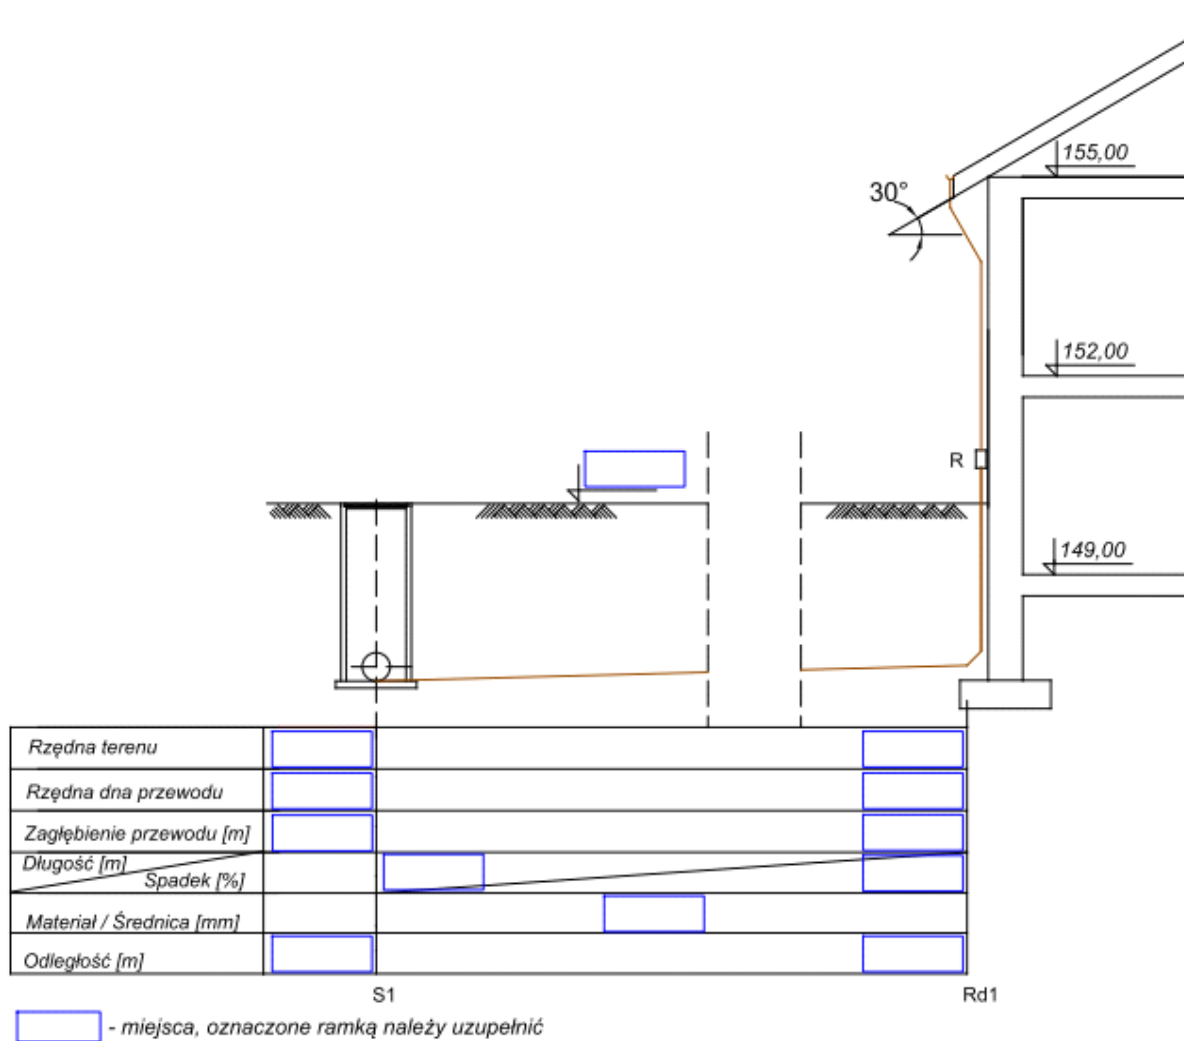 155,00
30°
152,00
R
149,00
Rzędna terenu
Rzędna dna przewodu
Zagłębienie przewodu [m]
Długość [m]
Spadek [%]
Materiał / Średnica [mm]
Odległość [m]
S1
Rd1
- miejsca, oznaczone ramką należy uzupełnić